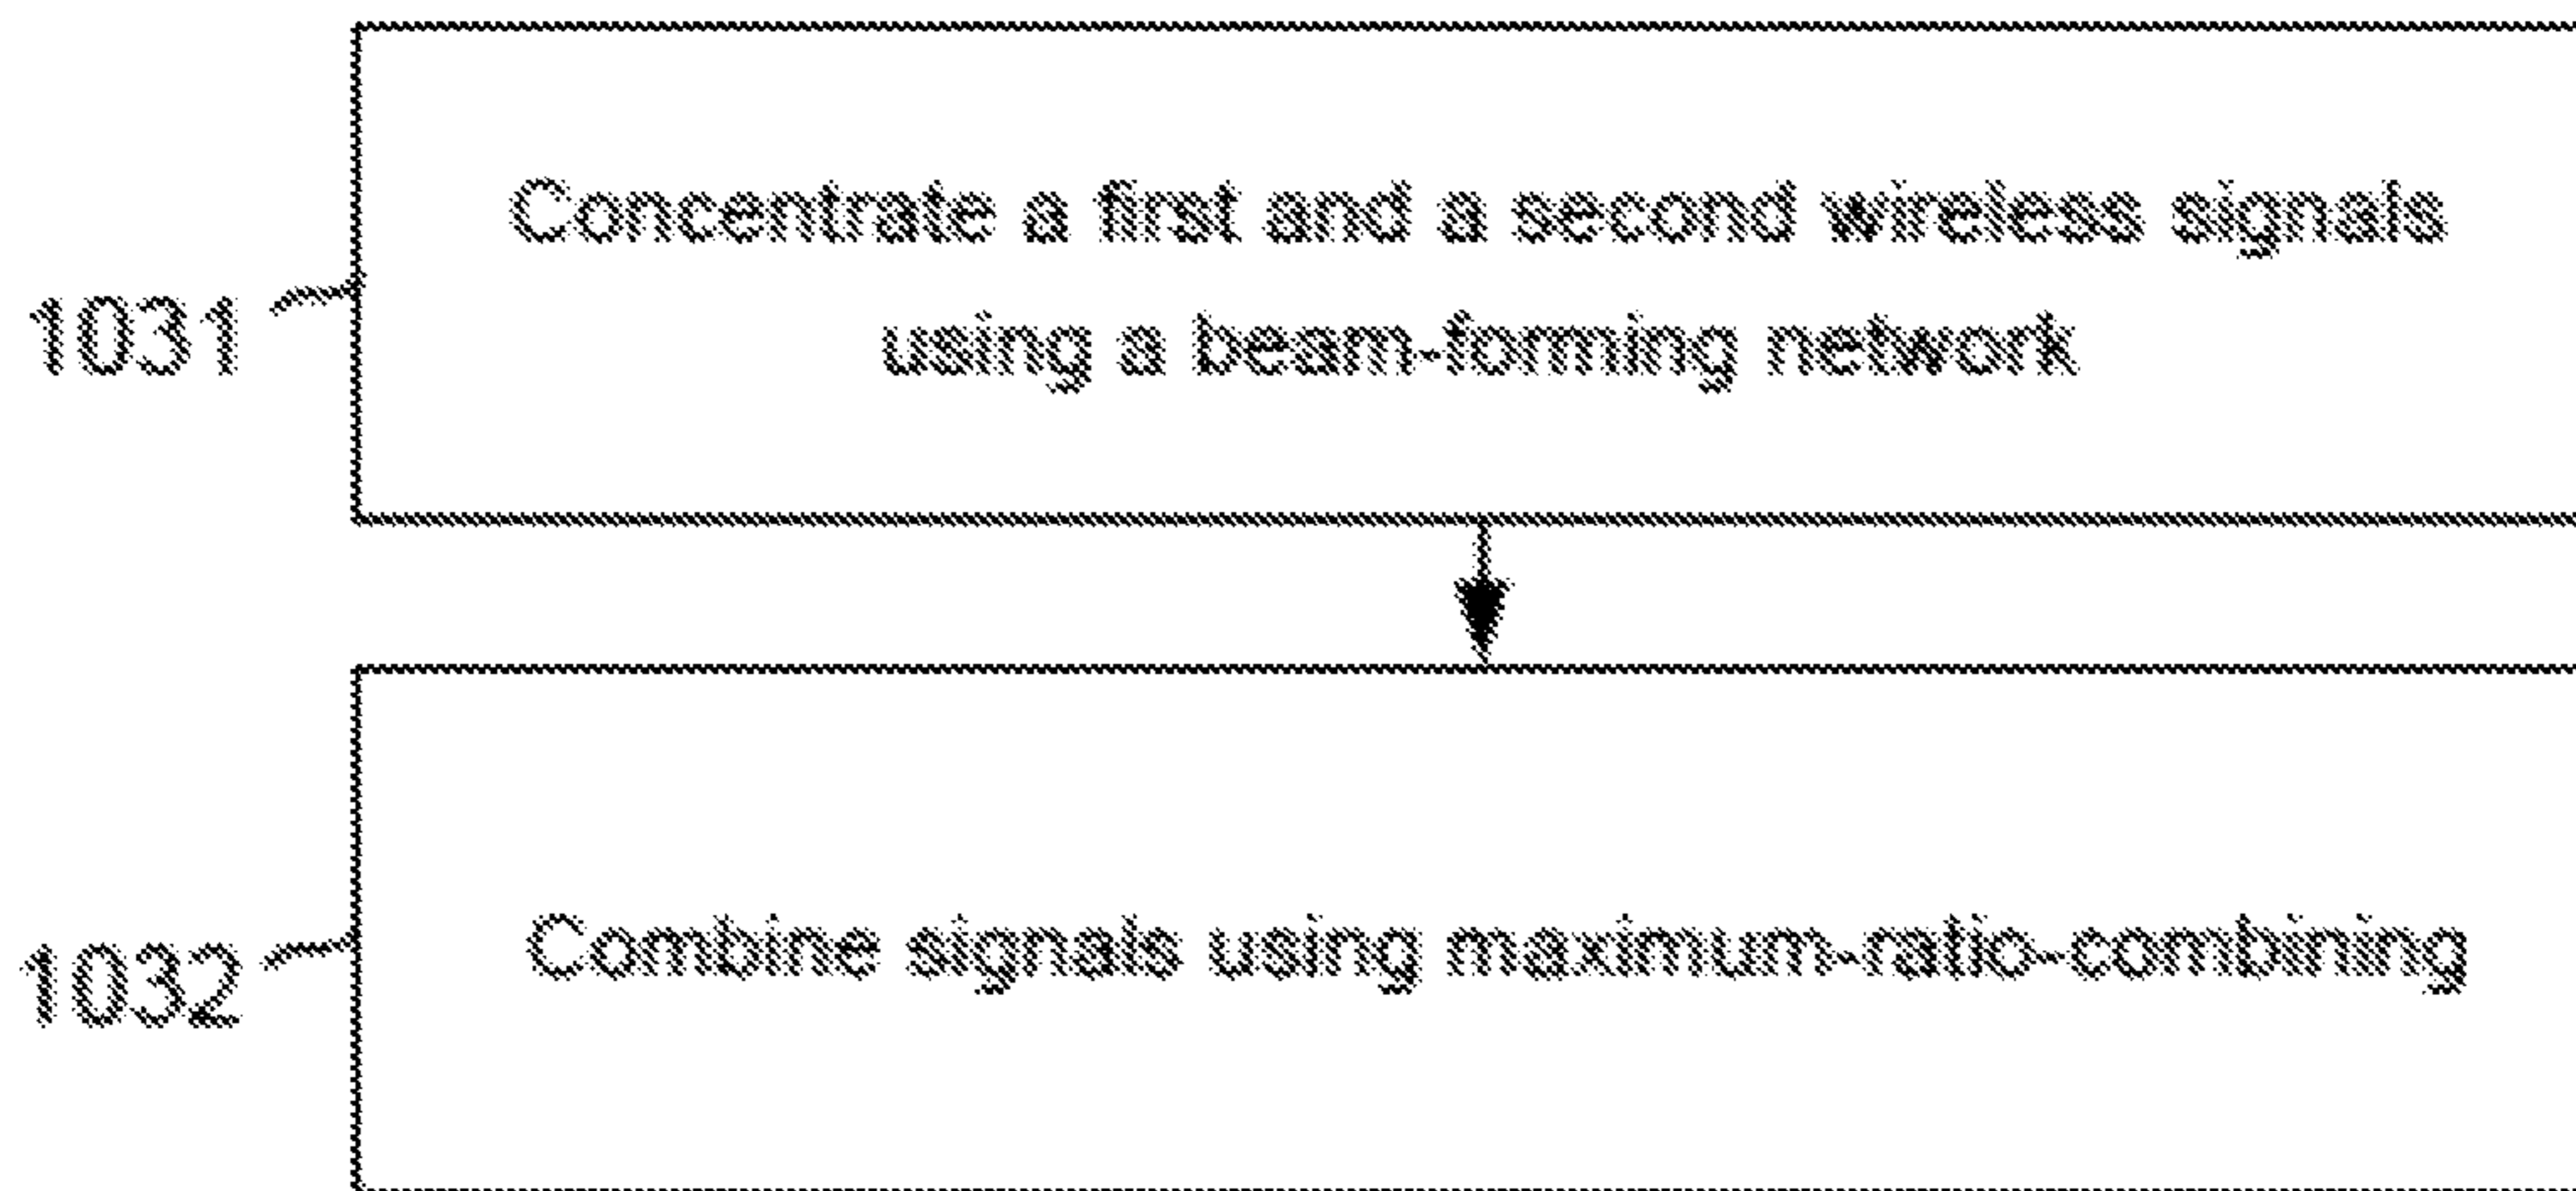 Concentrate a first and a second wireless signals
using a beam-forming network
1031
Combine signals using maximum-ratio-combining
1032